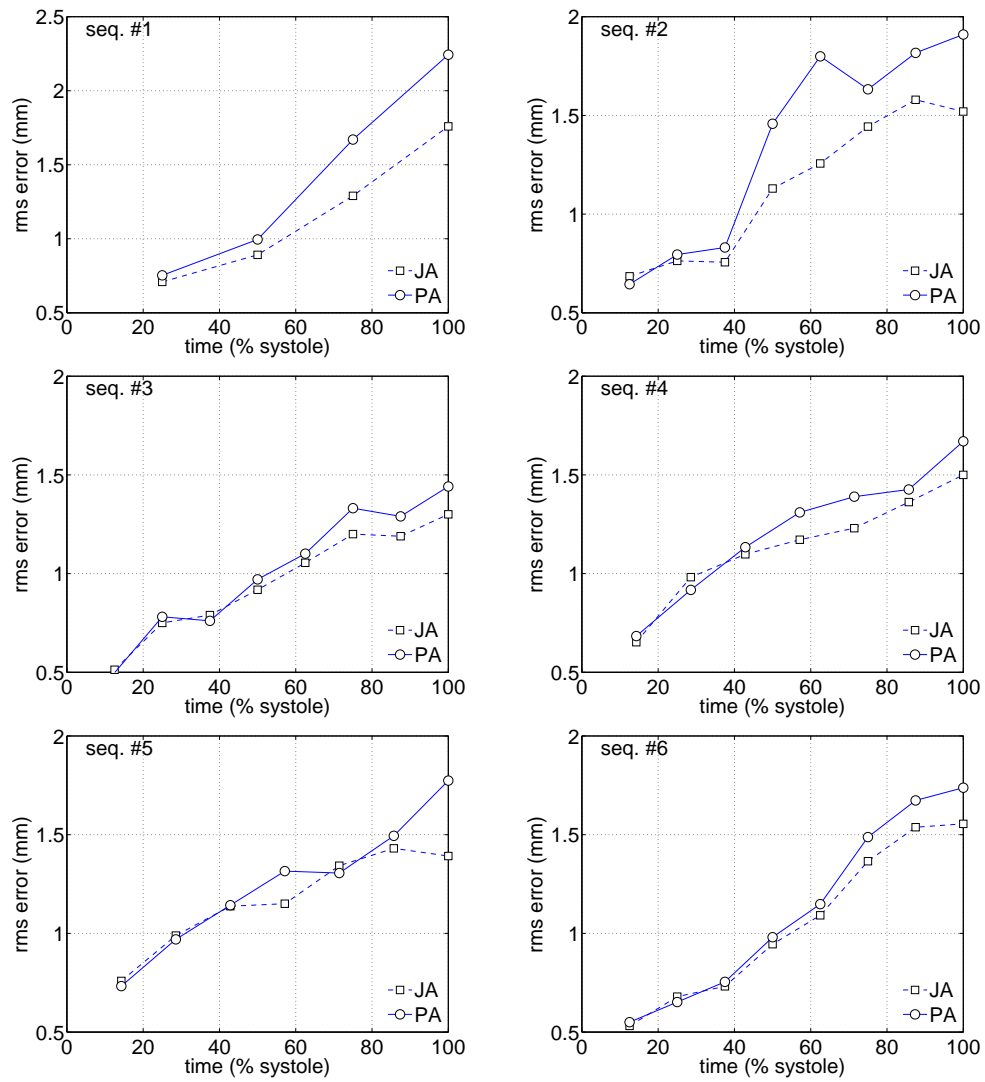 seq. #1
2.5
2
1.5
1
0.5
rms error (mm)
0 20 40 60 80 100
time (% systole)
JA
PA
seq. #2
2
1.5
1
0.5
rms error (mm)
0 20 40 60 80 100
time (% systole)
JA
PA
seq. #3
2
1.5
1
0.5
rms error (mm)
0 20 40 60 80 100
time (% systole)
JA
PA
seq. #4
2
1.5
1
0.5
rms error (mm)
0 20 40 60 80 100
time (% systole)
JA
PA
seq. #5
2
1.5
1
0.5
rms error (mm)
0 20 40 60 80 100
time (% systole)
JA
PA
seq. #6
2
1.5
1
0.5
rms error (mm)
0 20 40 60 80 100
time (% systole)
JA
PA